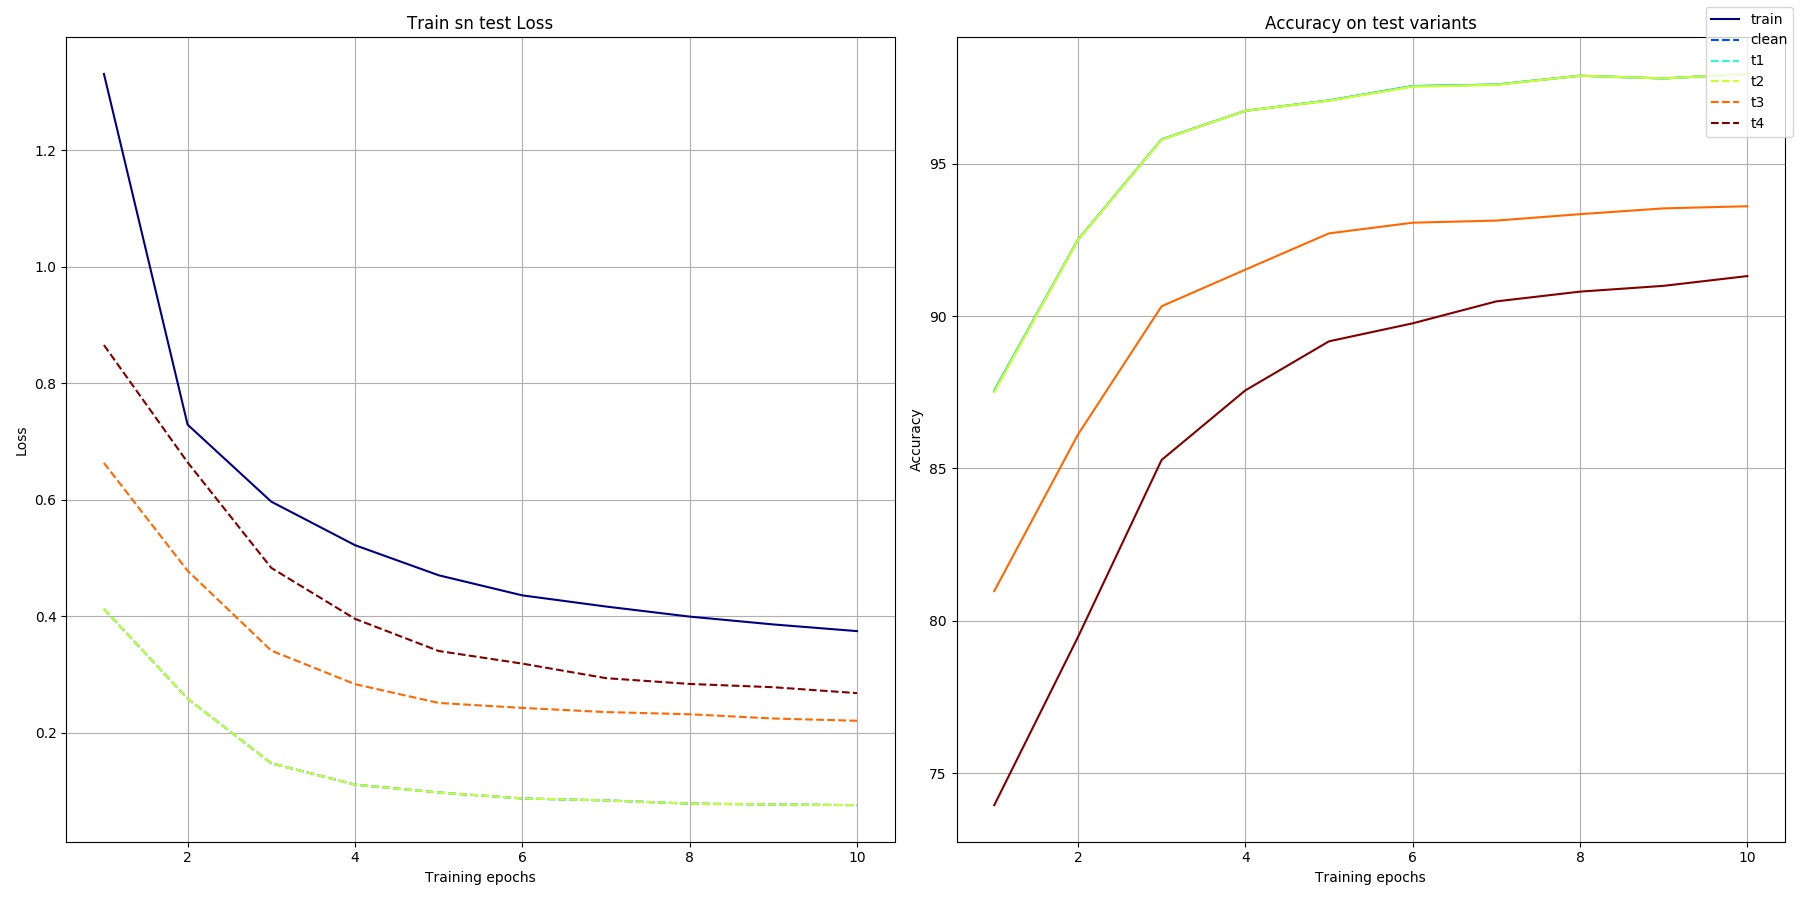 Train sn test Loss
1.2
1.0
0.8
0.6
0.4
0.2
Loss
2
4
6
8
10
Training epochs
Accuracy on test variants
95
90
85
80
75
Accuracy
2
4
6
8
10
Training epochs
train
clean
t1
t2
t3
t4